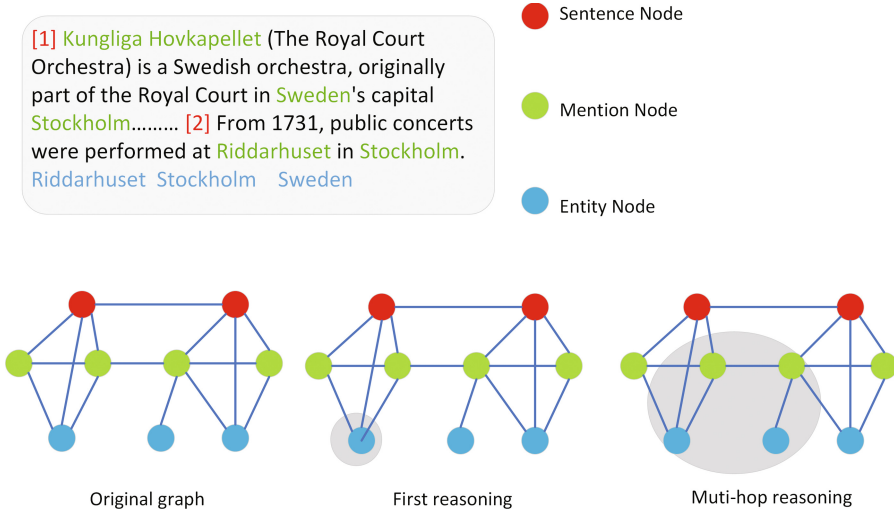 [1] Kungliga Hovkapellet (The Royal Court
Orchestra) is a Swedish orchestra, originally
part of the Royal Court in Sweden's capital
Stockholm......... [2] From 1731, public concerts
were performed at Riddarhuset in Stockholm.
Riddarhuset Stockholm Sweden
Sentence Node
Mention Node
Entity Node
Original graph
First reasoning
Muti-hop reasoning